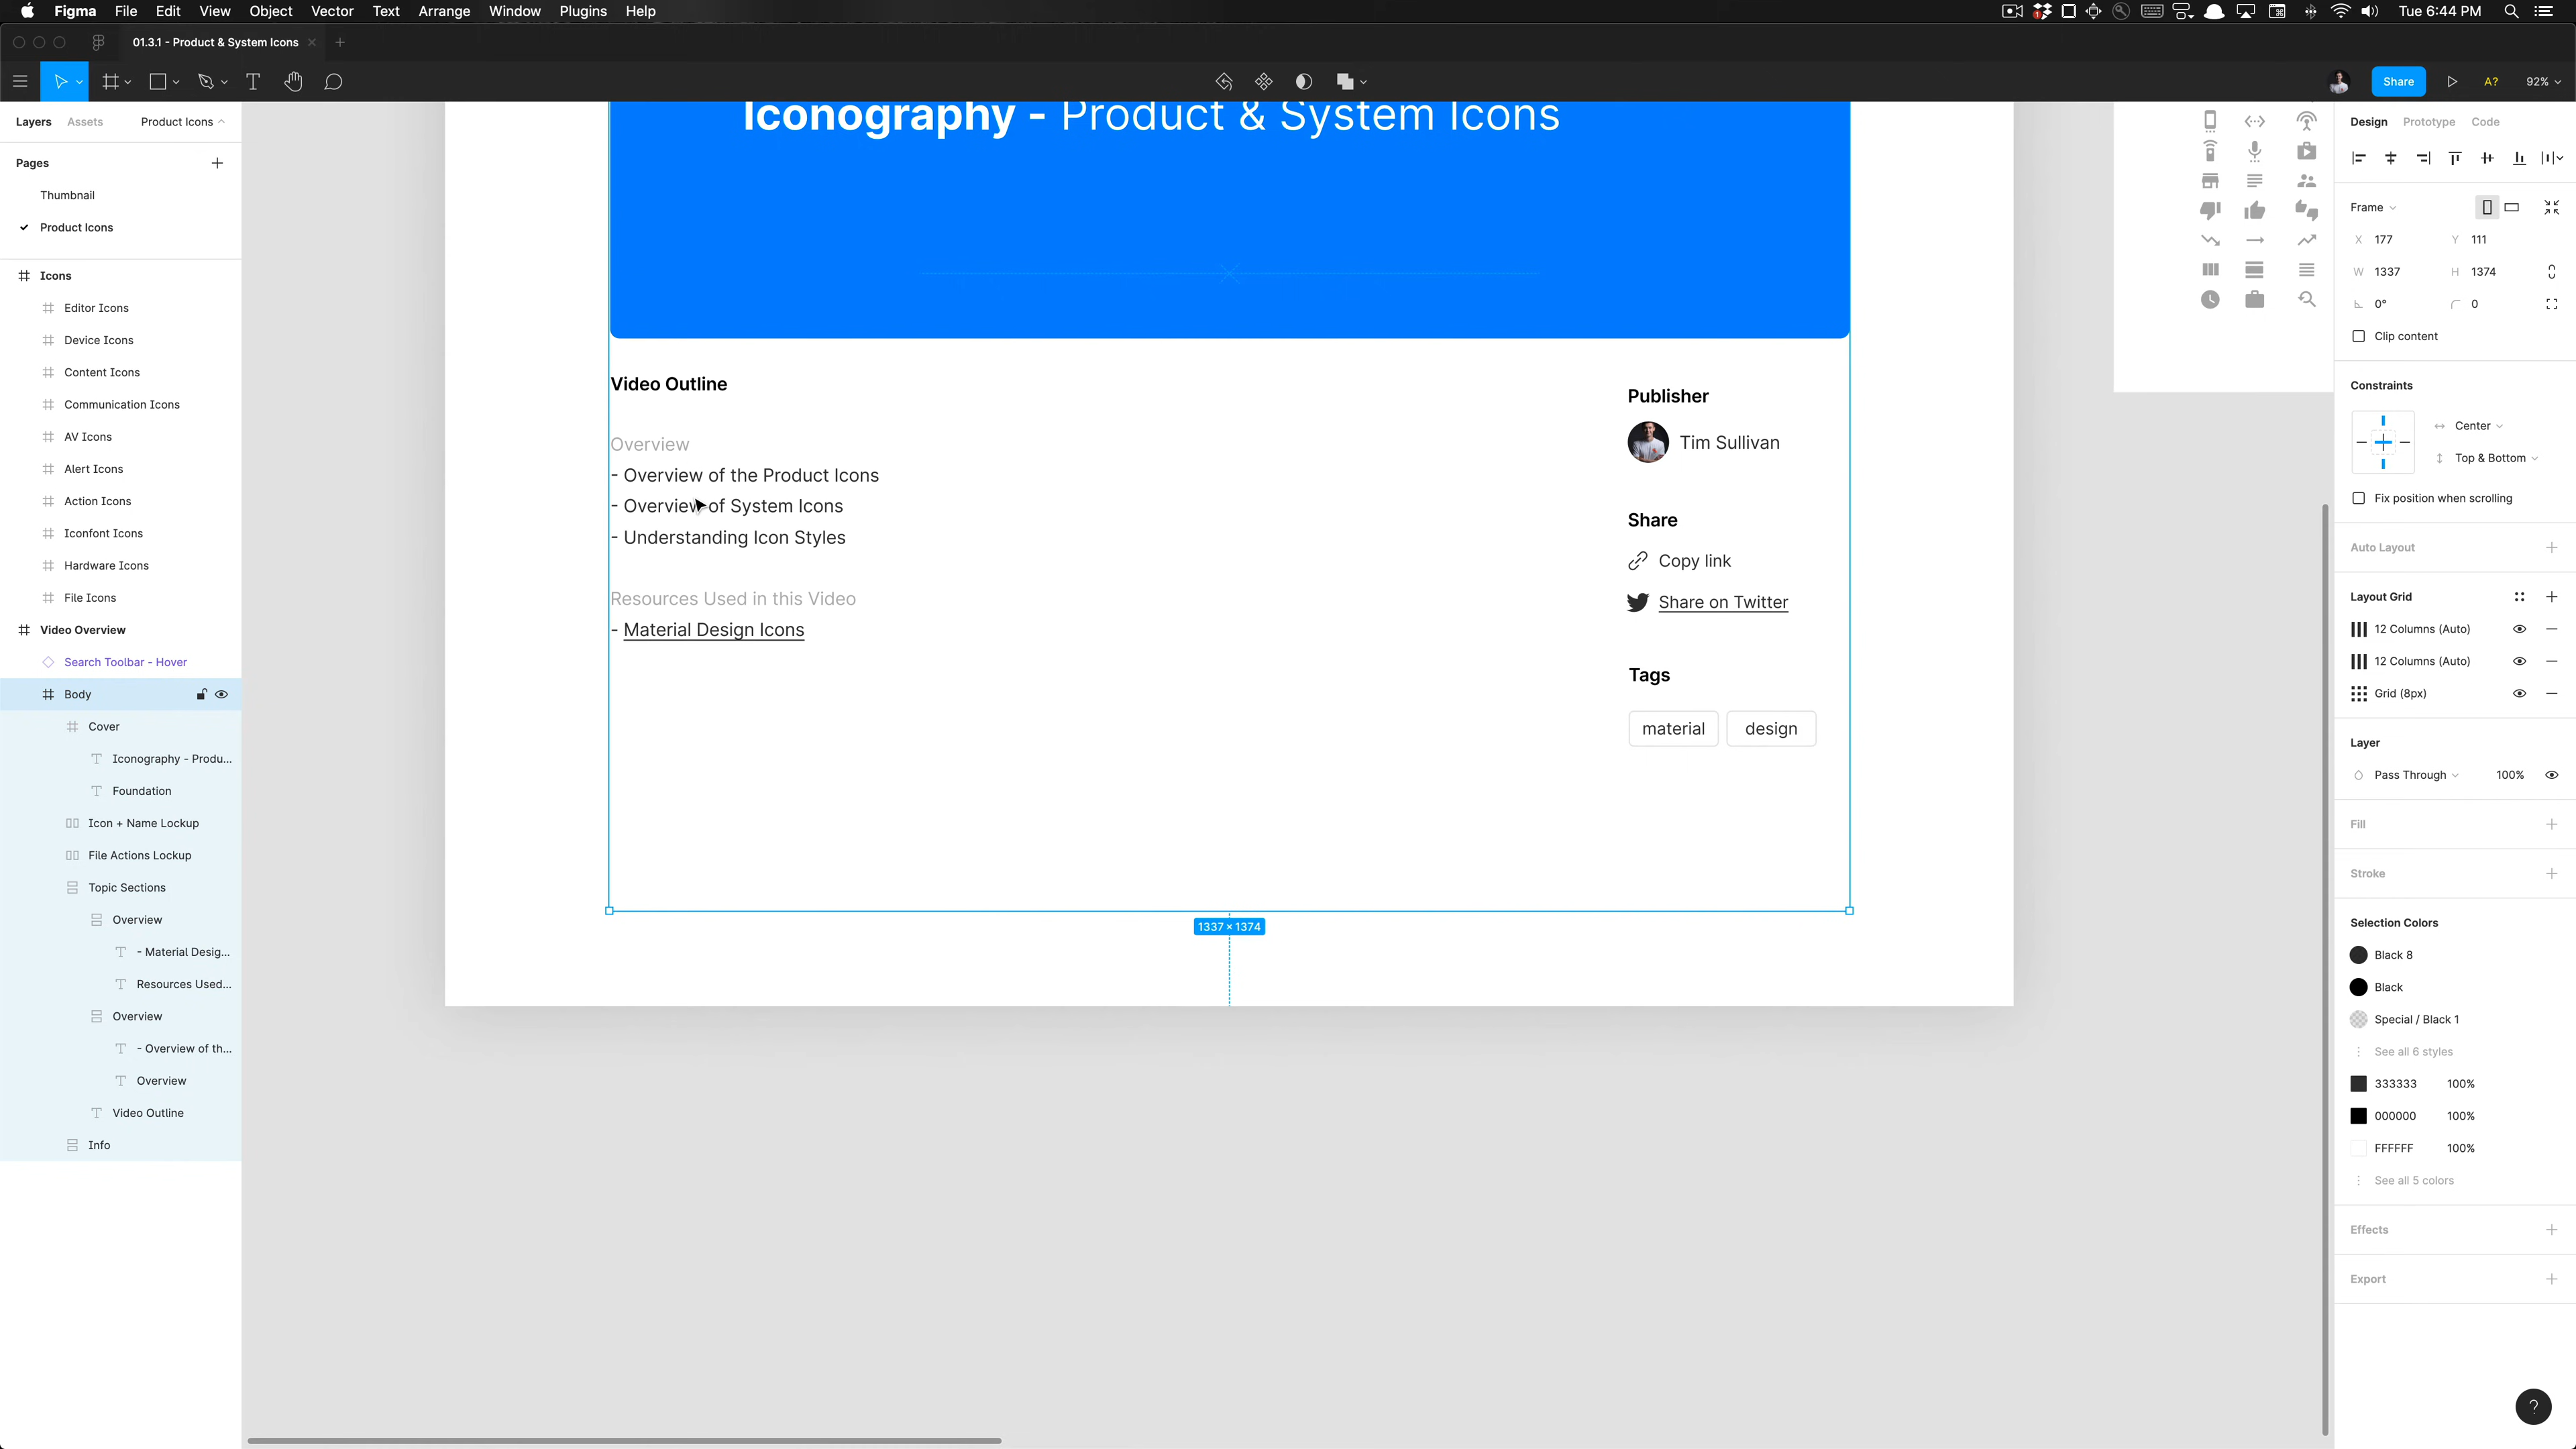 Figma File Edit View Object Vector Text Arrange Window Plugins Help
Tue 6:44 PM
01.3.1 - Product & System Icons
Share
A?
92%
Layers Assets Product Icons
Pages
Thumbnail
Product Icons
Icons
Editor Icons
Device Icons
Content Icons
Communication Icons
AV Icons
Alert Icons
Action Icons
Iconfont Icons
Hardware Icons
File Icons
Video Overview
Search Toolbar - Hover
Body
Cover
Iconography - Produ...
Foundation
Icon + Name Lockup
File Actions Lockup
Topic Sections
Overview
- Material Desig...
Resources Used...
Overview
- Overview of th...
Overview
Video Outline
Info
Iconography - Product & System Icons
Video Outline
Overview
- Overview of the Product Icons
- Overview of System Icons
- Understanding Icon Styles
Resources Used in this Video
- Material Design Icons
Publisher
Tim Sullivan
Share
Copy link
Share on Twitter
Tags
material design
1337 × 1374
Design Prototype Code
Frame
X 177 Y 111
W 1337 H 1374
0° 0
Clip content
Constraints
Center
Top & Bottom
Fix position when scrolling
Auto Layout
Layout Grid
12 Columns (Auto)
12 Columns (Auto)
Grid (8px)
Layer
Pass Through 100%
Fill
Stroke
Selection Colors
Black 8
Black
Special / Black 1
See all 6 styles
333333 100%
000000 100%
FFFFFF 100%
See all 5 colors
Effects
Export
?